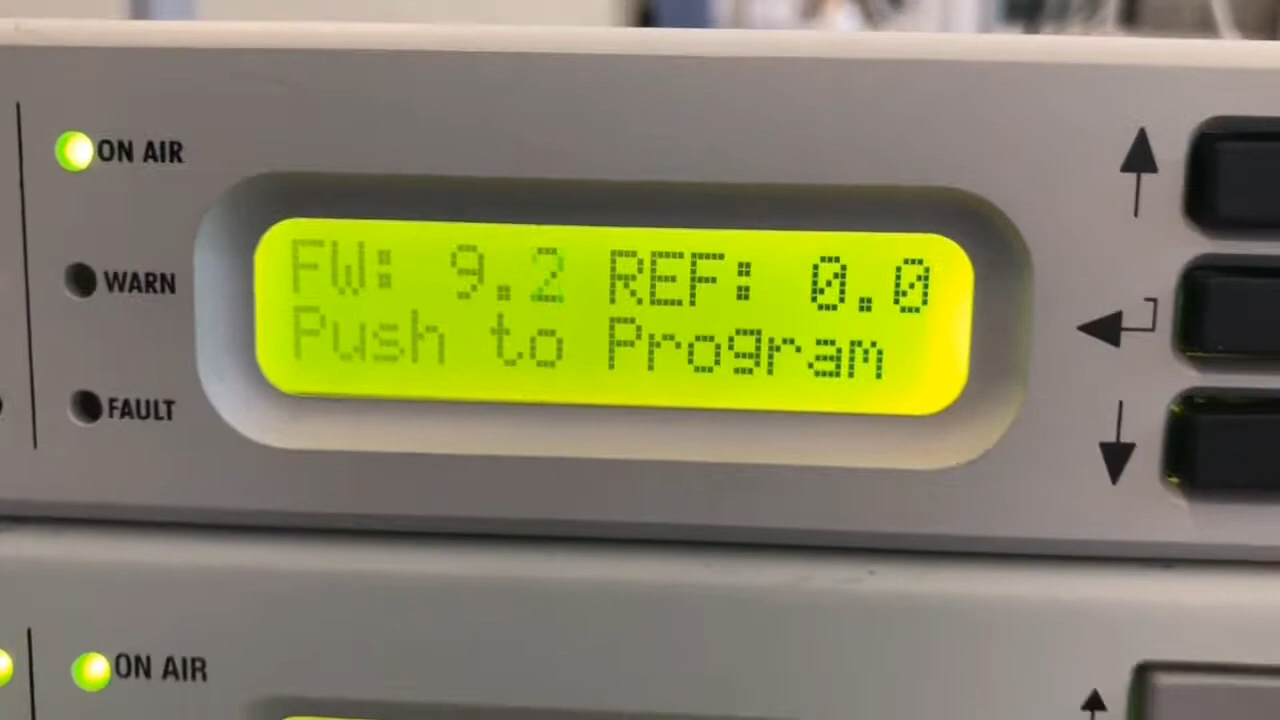 ON AIR
WARN
FAULT
FW: 9.2 REF: 0.0
Push to Program
ON AIR